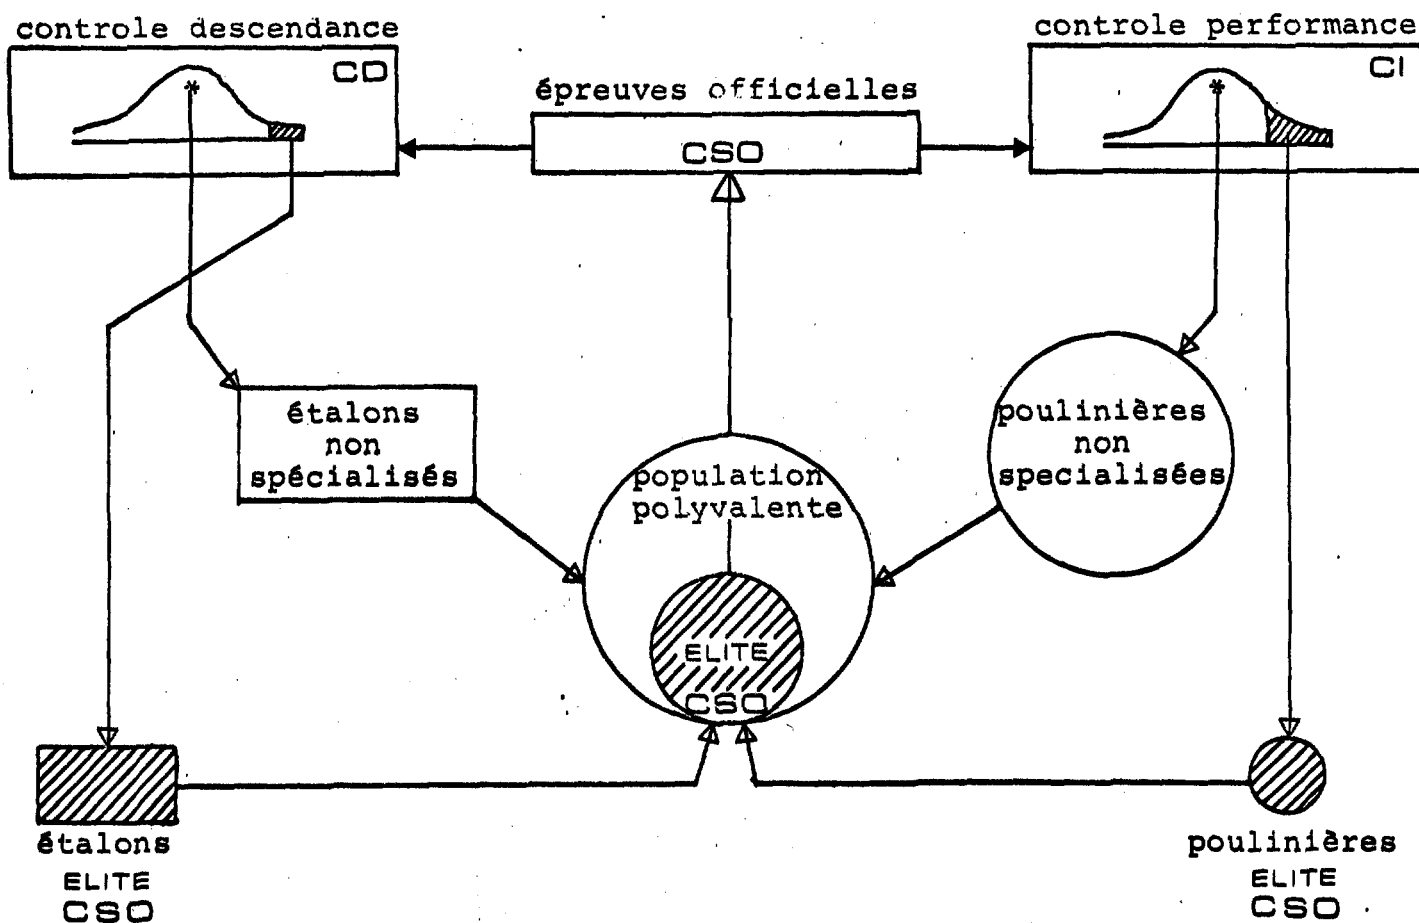 controle descendance
CD
*
épreuves officielles
CSO
controle performance
CI
*
étalons
non
spécialisés
poulinières
non
specialisées
population
polyvalente
ELITE
CSO
étalons
ELITE
CSO
poulinières
ELITE
CSO